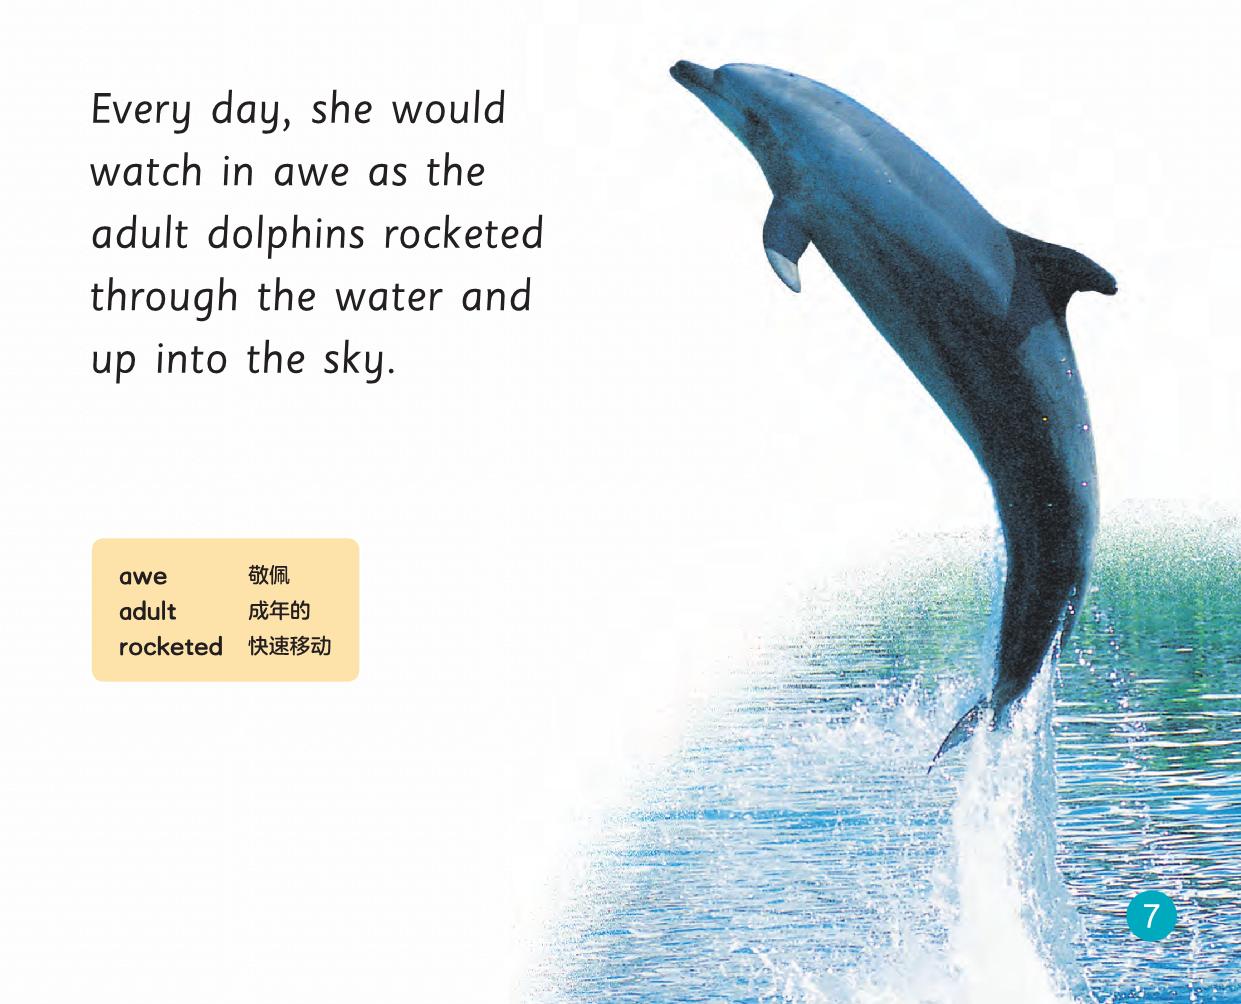 Every day, she would
watch in awe as the
adult dolphins rocketed
through the water and
up into the sky.
awe 敬佩
adult 成年的
rocketed 快速移动
7